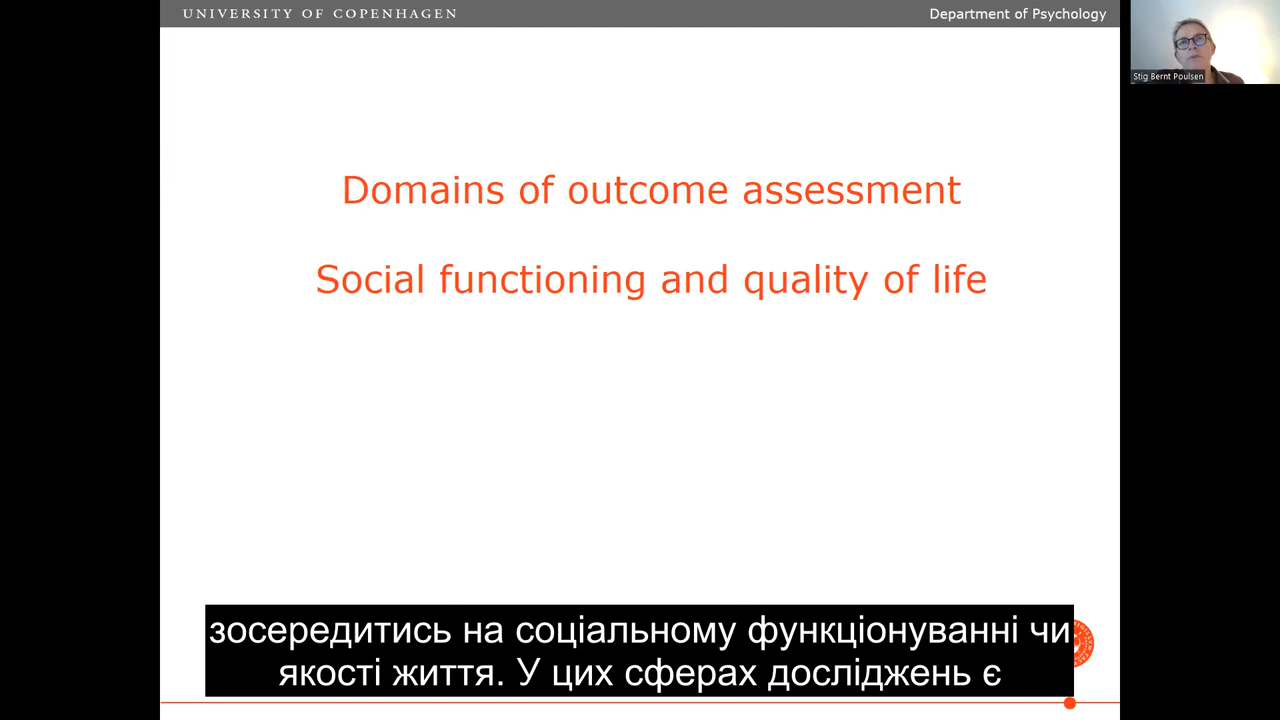 UNIVERSITY OF COPENHAGEN
Department of Psychology
Stig Bernt Poulsen
Domains of outcome assessment
Social functioning and quality of life
зосередитись на соціальному функціонуванні чи
якості життя. У цих сферах досліджень є